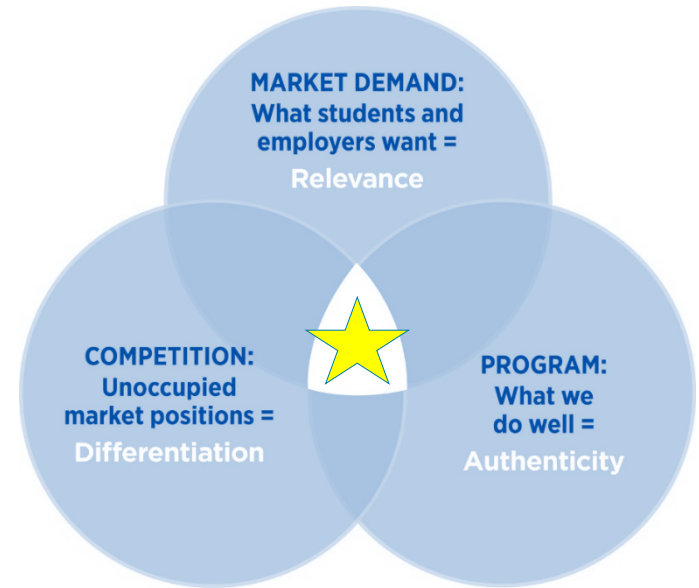 MARKET DEMAND:
What students and
employers want =
Relevance
COMPETITION:
Unoccupied
market positions =
Differentiation
PROGRAM:
What we
do well =
Authenticity